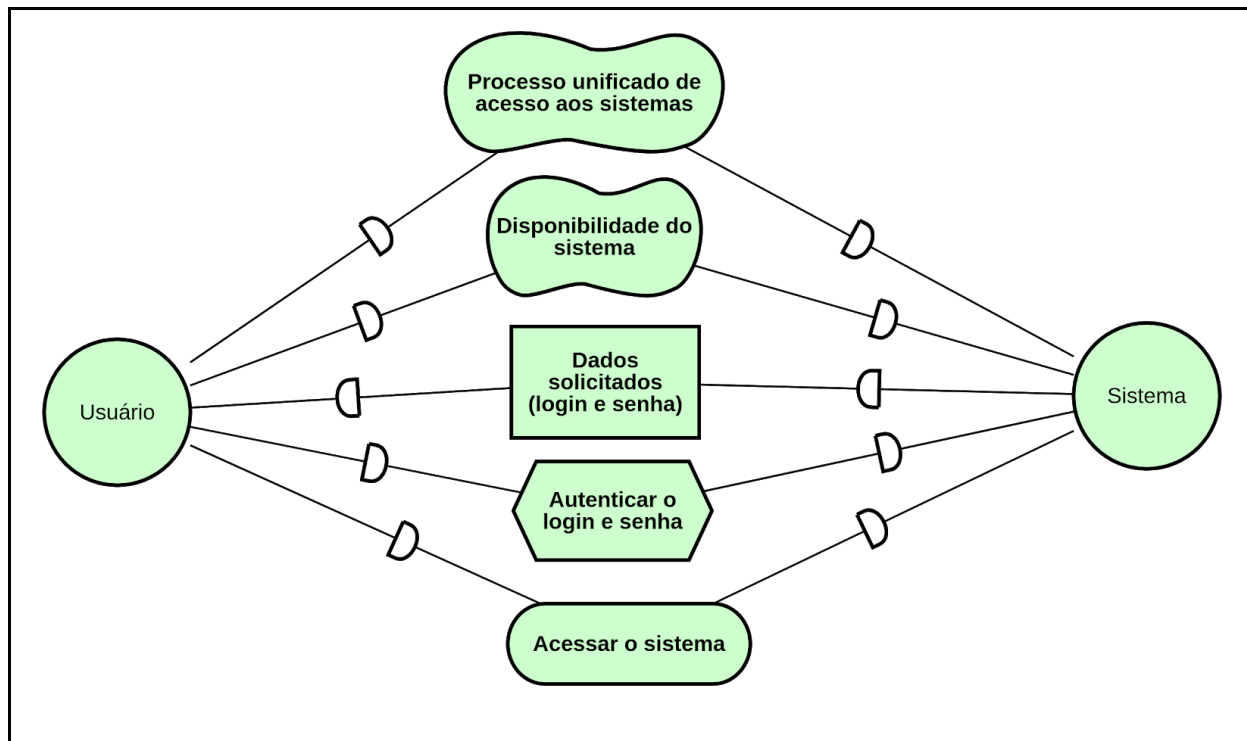 Processo unificado de
acesso aos sistemas
Disponibilidade do
sistema
Dados
solicitados
(login e senha)
Usuário
Sistema
Autenticar o
login e senha
Acessar o sistema